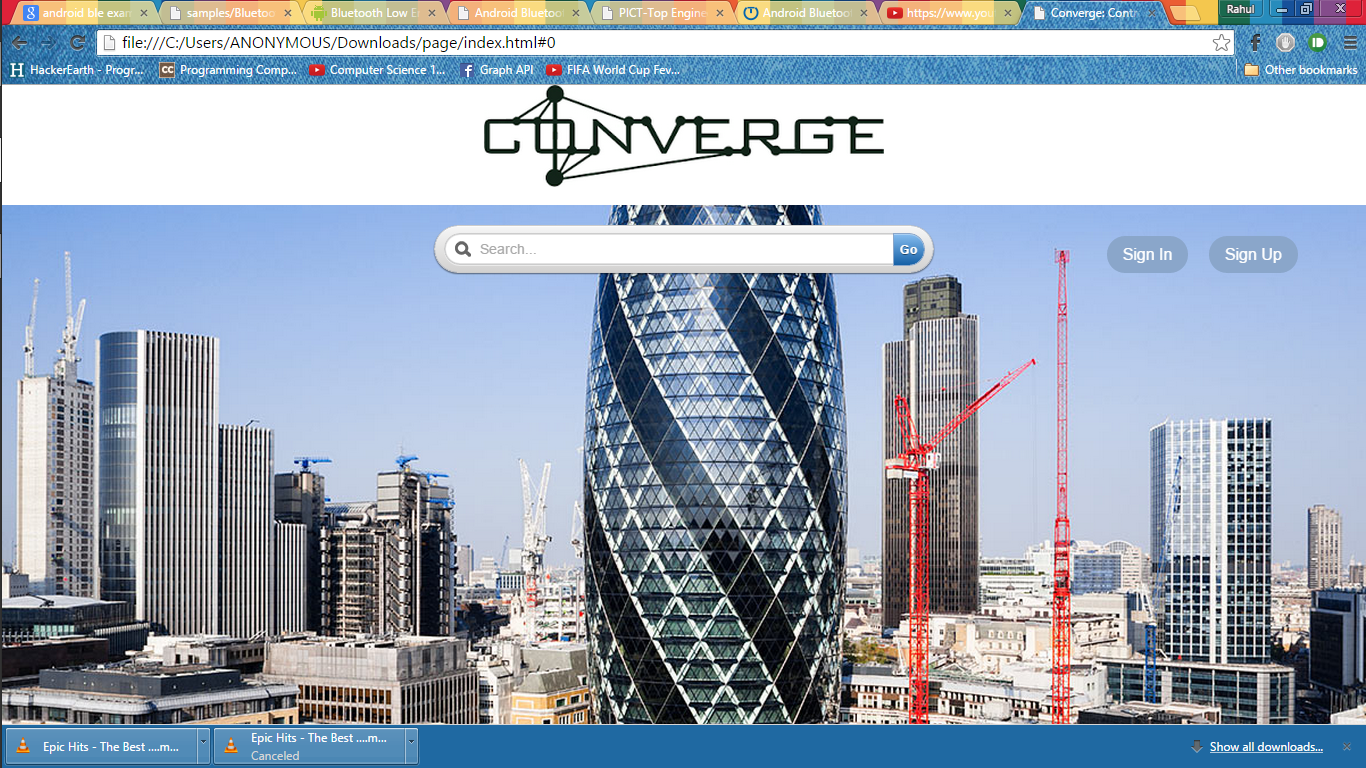 android ble exam
samples/Bluetoo
Bluetooth Low E
Android Bluetoo
PICT-Top Engine
Android Bluetoo
https://www.you
Converge: Contr
Rahul
file:///C:/Users/ANONYMOUS/Downloads/page/index.html#0
HackerEarth - Progr...
Programming Comp...
Computer Science 1...
Graph API
FIFA World Cup Fev...
Other bookmarks
CONVERGE
Search...
Go
Sign In
Sign Up
Epic Hits - The Best ....m...
Epic Hits - The Best ....m...
Canceled
Show all downloads...